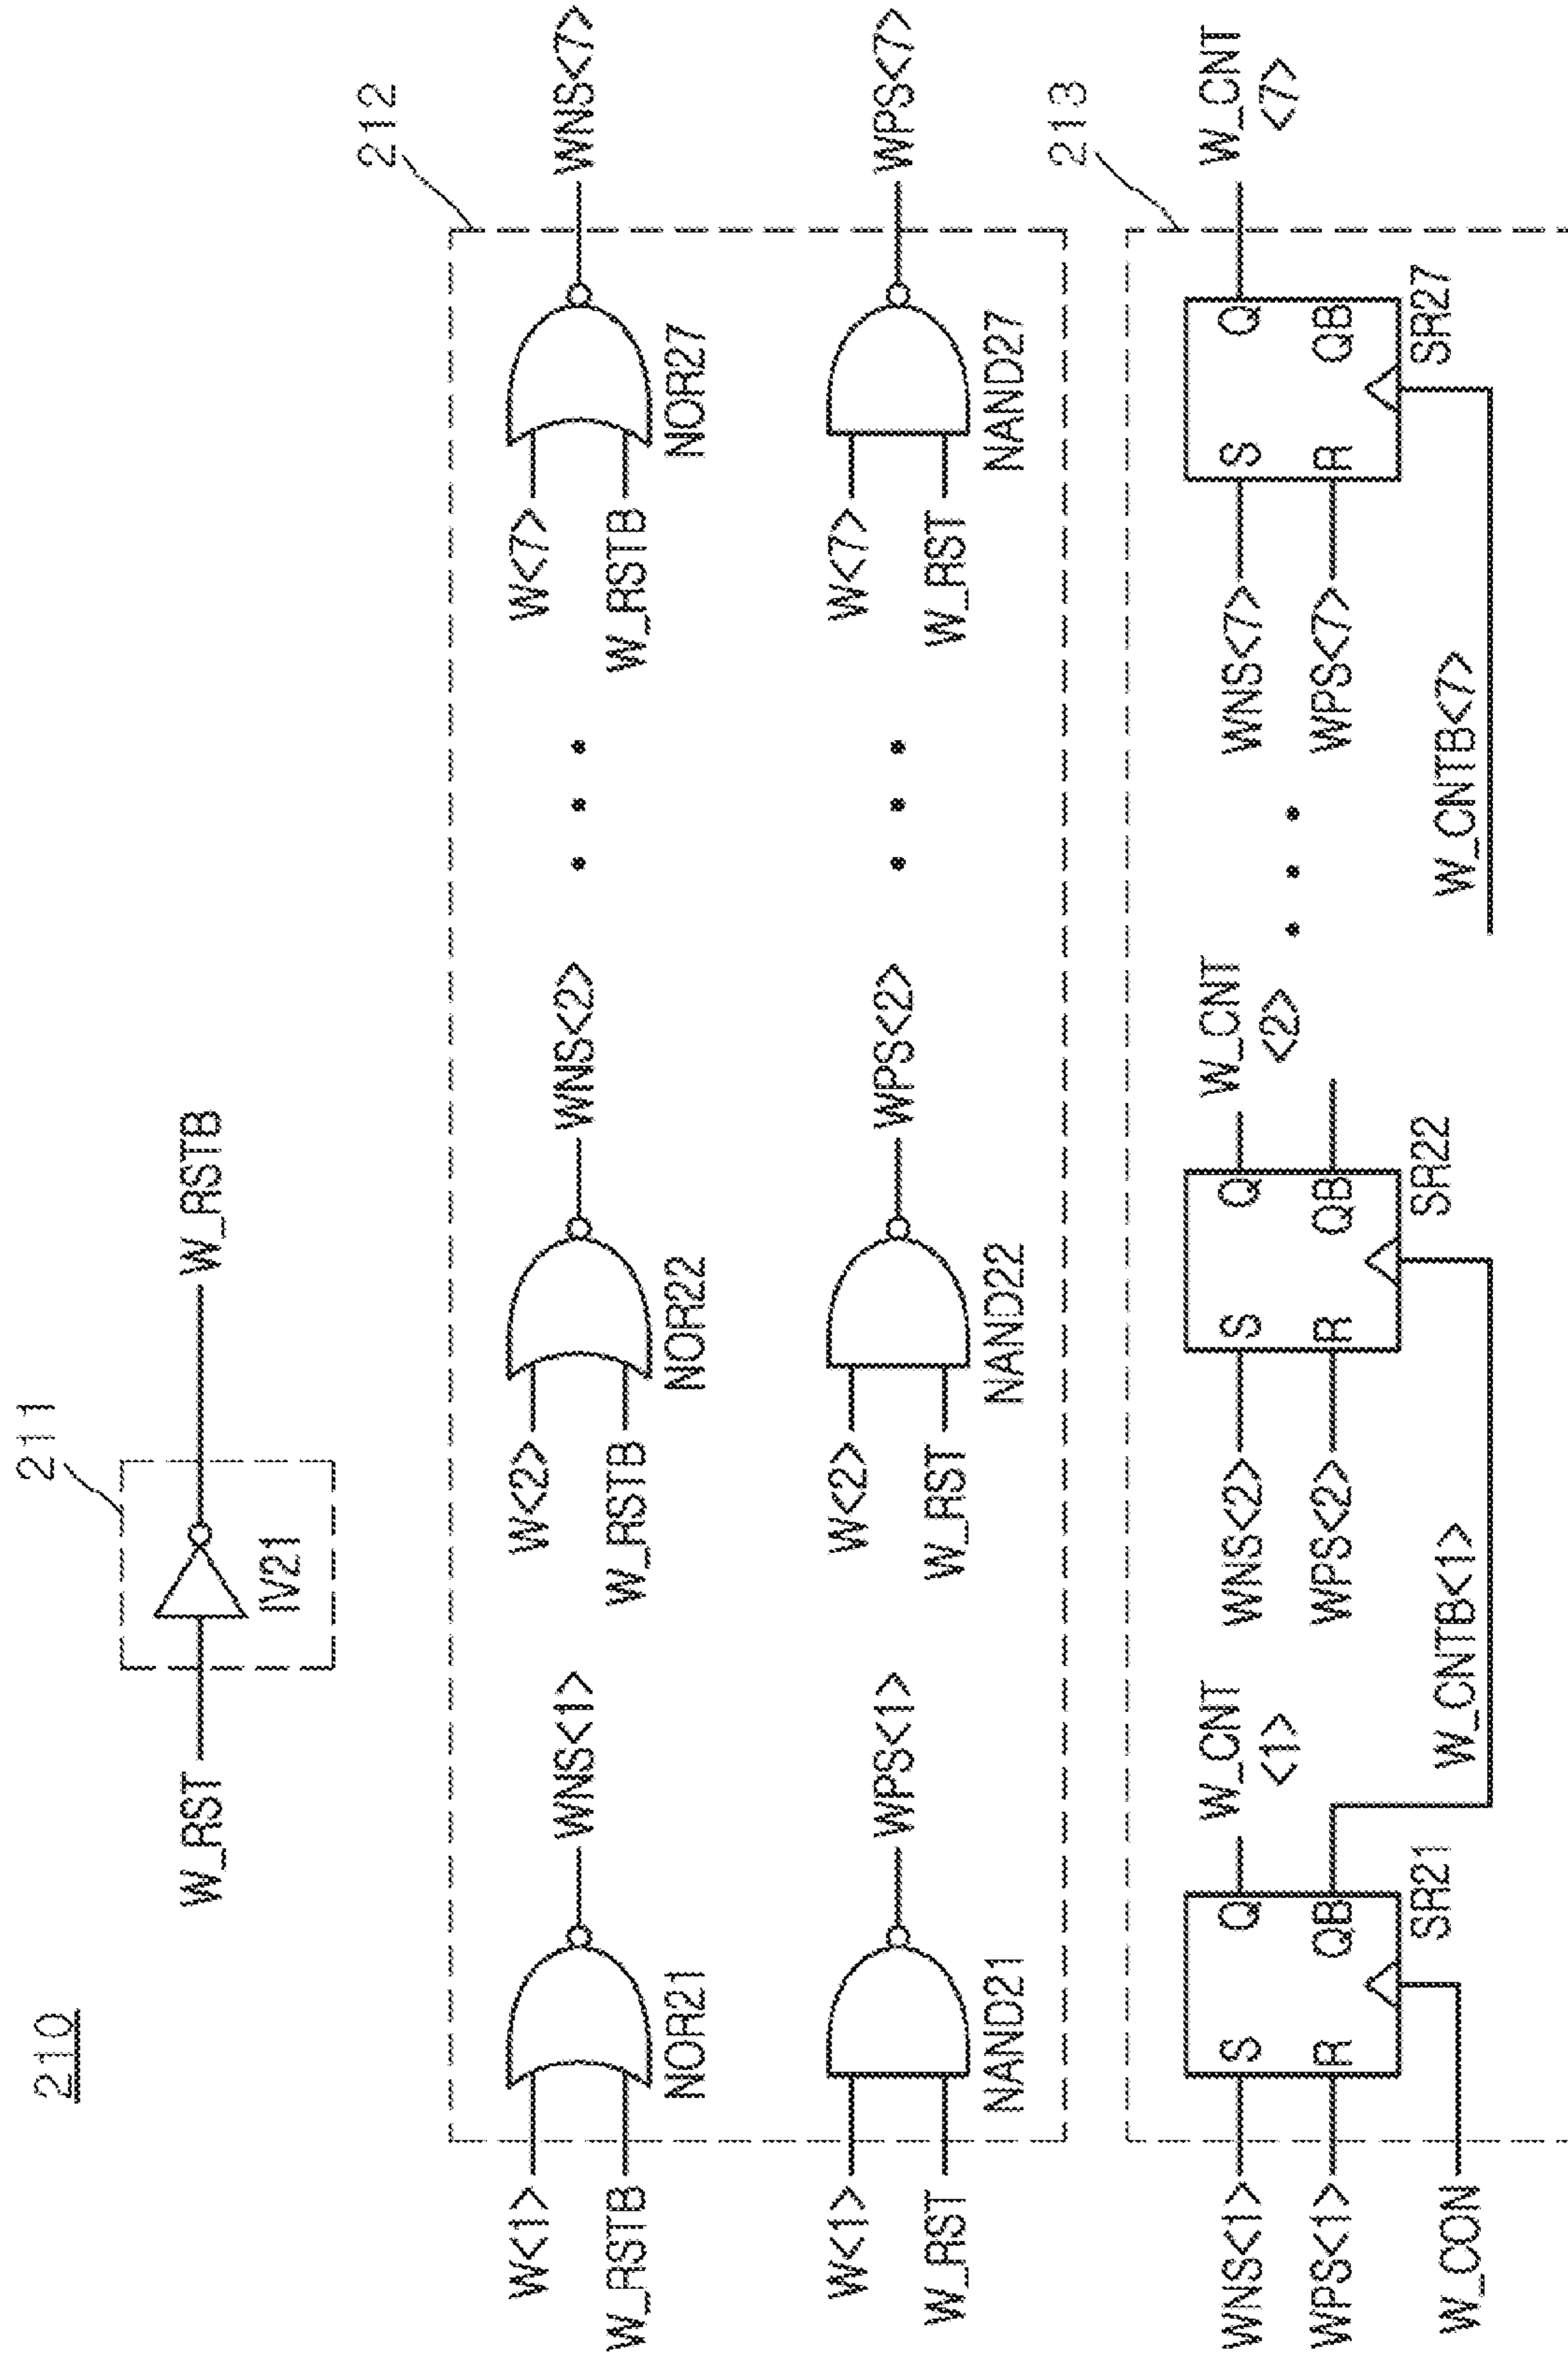 210
211
W_RST
IV21
W_RSTB
212
W<1>
W_RSTB
NOR21
WNS<1>
W<2>
W_RSTB
NOR22
WNS<2>
W<7>
W_RSTB
NOR27
WNS<7>
W<1>
W_RST
NAND21
WPS<1>
W<2>
W_RST
NAND22
WPS<2>
W<7>
W_RST
NAND27
WPS<7>
213
WNS<1>
WPS<1>
W_CON
S
R
Q
QB
SR21
W_CNT
<1>
W_CNTB<1>
WNS<2>
WPS<2>
S
R
Q
QB
SR22
W_CNT
<2>
W_CNTB<7>
WNS<7>
WPS<7>
S
R
Q
QB
SR27
W_CNT
<7>